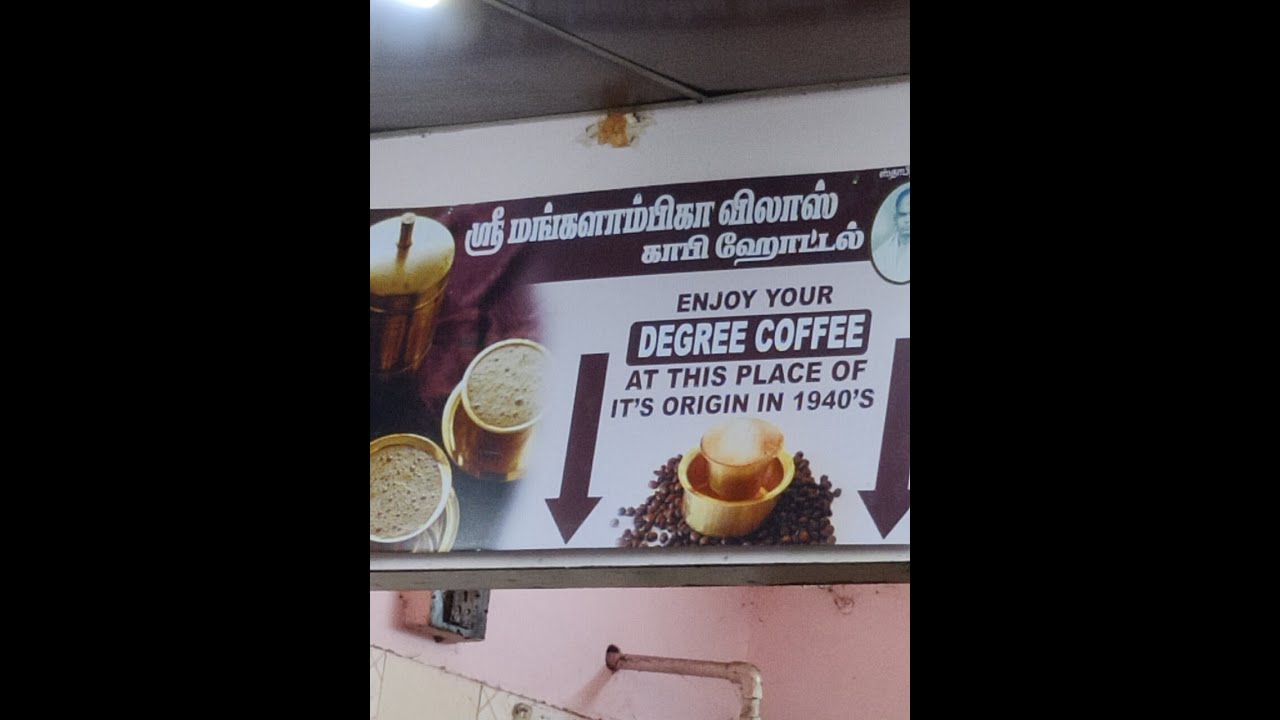 ஸ்ரீ மங்களாம்பிகா விலாஸ்
காபி ஹோட்டல்
ENJOY YOUR
DEGREE COFFEE
AT THIS PLACE OF
IT'S ORIGIN IN 1940'S